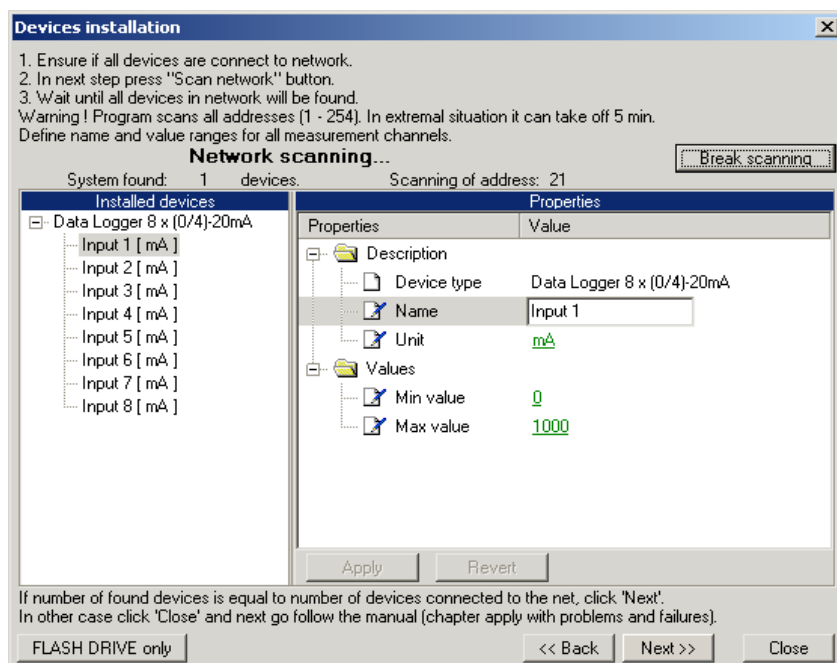 Devices installation
1. Ensure if all devices are connect to network.
2. In next step press "Scan network" button.
3. Wait until all devices in network will be found.
Warning ! Program scans all addresses (1 - 254). In extremal situation it can take off 5 min.
Define name and value ranges for all measurement channels.
Network scanning...
Break scanning
System found: 1 devices. Scanning of address: 21
Installed devices
Data Logger 8 x (0/4)-20mA
Input 1 [ mA ]
Input 2 [ mA ]
Input 3 [ mA ]
Input 4 [ mA ]
Input 5 [ mA ]
Input 6 [ mA ]
Input 7 [ mA ]
Input 8 [ mA ]
Properties
Properties Value
Description
Device type Data Logger 8 x (0/4)-20mA
Name Input 1
Unit mA
Values
Min value 0
Max value 1000
Apply Revert
If number of found devices is equal to number of devices connected to the net, click 'Next'.
In other case click 'Close' and next go follow the manual (chapter apply with problems and failures).
FLASH DRIVE only << Back Next >> Close